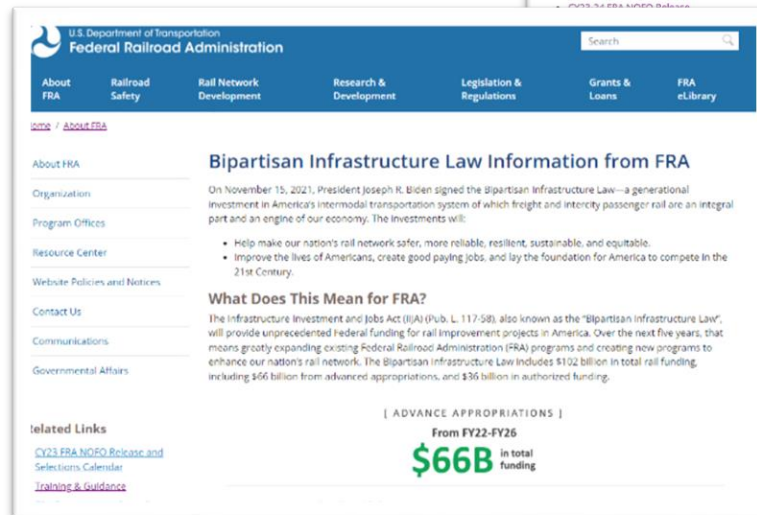 CY23-24 FRA NOFO Release
U.S. Department of Transportation
Federal Railroad Administration
Search
About FRA
Railroad Safety
Rail Network Development
Research & Development
Legislation & Regulations
Grants & Loans
FRA eLibrary
Home / About FRA
About FRA
Organization
Program Offices
Resource Center
Website Policies and Notices
Contact Us
Communications
Governmental Affairs
Related Links
CY23 FRA NOFO Release and
Selections Calendar
Training & Guidance
Bipartisan Infrastructure Law Information from FRA
On November 15, 2021, President Joseph R. Biden signed the Bipartisan Infrastructure Law—a generational
investment in America's intermodal transportation system of which freight and intercity passenger rail are an integral
part and an engine of our economy. The investments will:
• Help make our nation's rail network safer, more reliable, resilient, sustainable, and equitable.
• Improve the lives of Americans, create good paying jobs, and lay the foundation for America to compete in the
21st Century.
What Does This Mean for FRA?
The Infrastructure Investment and Jobs Act (IIJA) (Pub. L. 117-58), also known as the "Bipartisan Infrastructure Law",
will provide unprecedented Federal funding for rail improvement projects in America. Over the next five years, that
means greatly expanding existing Federal Railroad Administration (FRA) programs and creating new programs to
enhance our nation's rail network. The Bipartisan Infrastructure Law includes $102 billion in total rail funding,
including $66 billion from advanced appropriations, and $36 billion in authorized funding.
[ ADVANCE APPROPRIATIONS ]
From FY22-FY26
$66B in total
funding